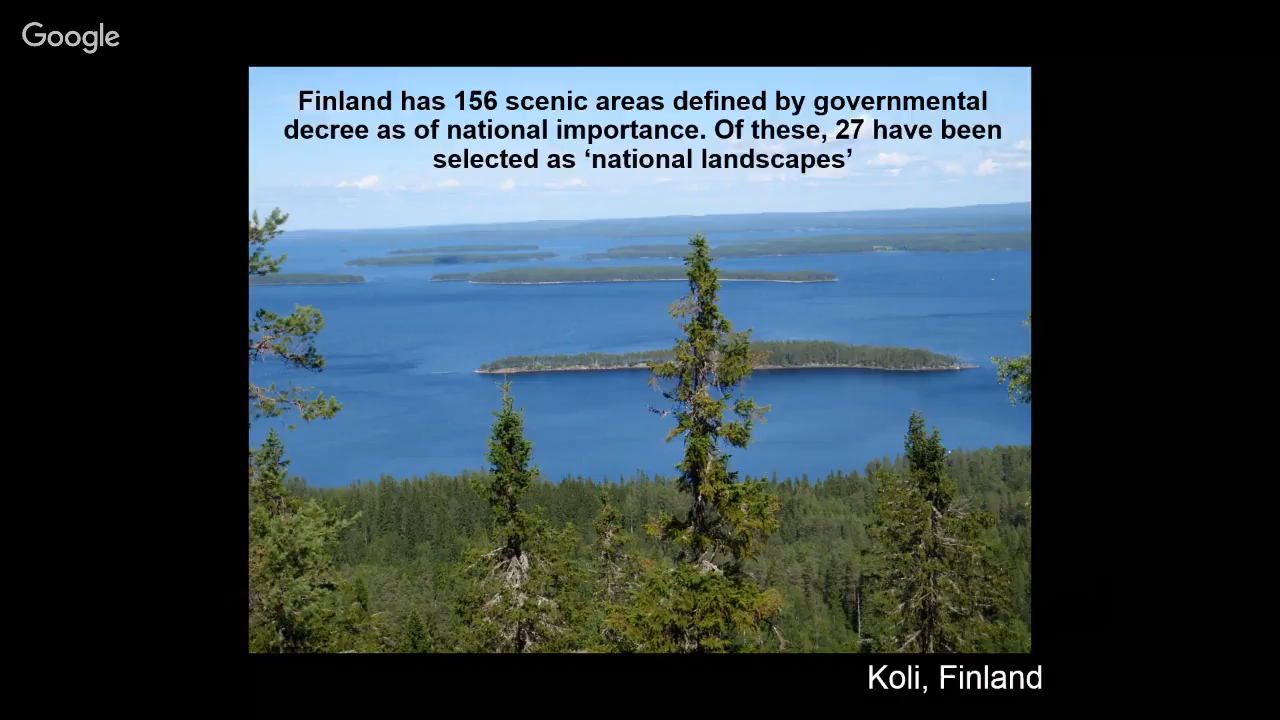 Google
Finland has 156 scenic areas defined by governmental
decree as of national importance. Of these, 27 have been
selected as ‘national landscapes’
Koli, Finland